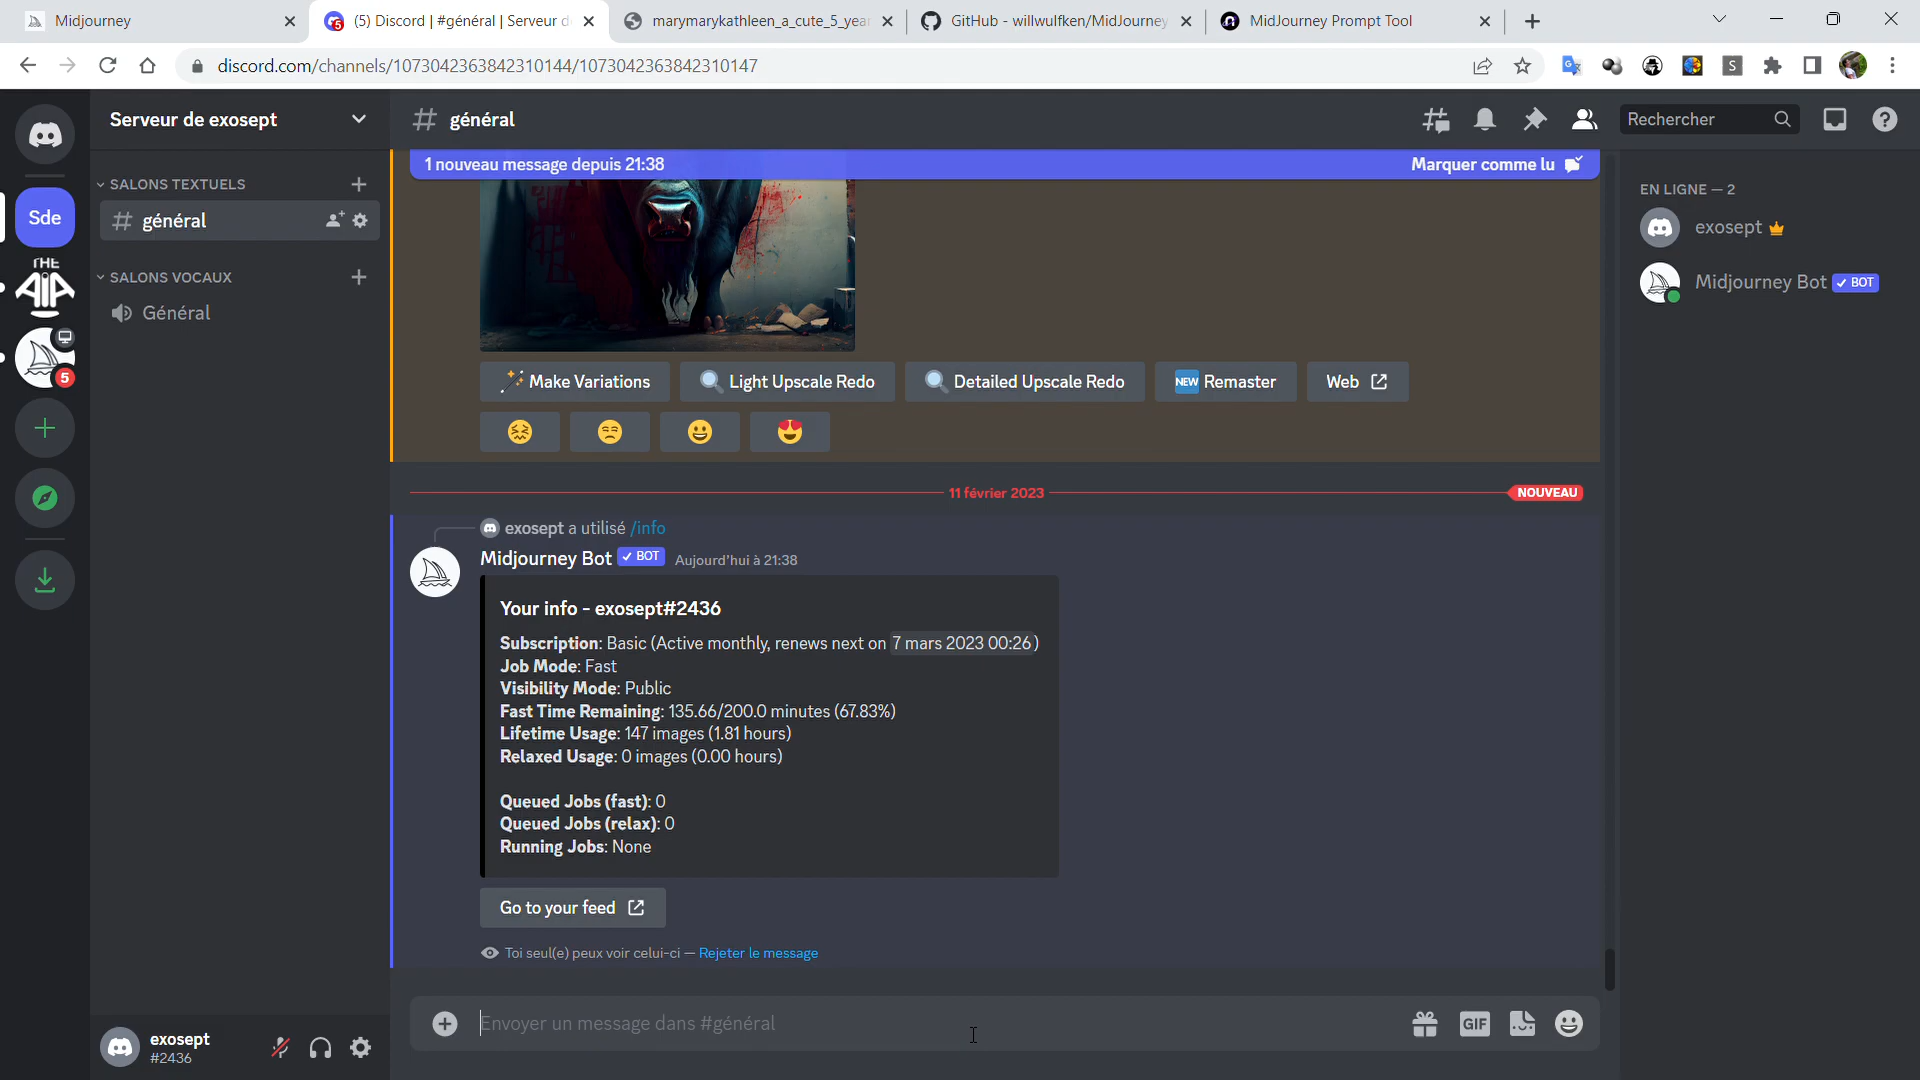 Midjourney
(5) Discord | #général | Serveur d
marymarykathleen_a_cute_5_yea
GitHub - willwulfken/MidJourney
MidJourney Prompt Tool
discord.com/channels/1073042363842310144/1073042363842310147
Serveur de exosept
général
Rechercher
1 nouveau message depuis 21:38
Marquer comme lu
SALONS TEXTUELS
EN LIGNE — 2
Sde
général
exosept
THE
AIA
SALONS VOCAUX
Midjourney Bot BOT
Général
5
Make Variations
Light Upscale Redo
Detailed Upscale Redo
NEW Remaster
Web
11 février 2023
NOUVEAU
exosept a utilisé /info
Midjourney Bot BOT Aujourd'hui à 21:38
Your info - exosept#2436
Subscription: Basic (Active monthly, renews next on 7 mars 2023 00:26)
Job Mode: Fast
Visibility Mode: Public
Fast Time Remaining: 135.66/200.0 minutes (67.83%)
Lifetime Usage: 147 images (1.81 hours)
Relaxed Usage: 0 images (0.00 hours)
Queued Jobs (fast): 0
Queued Jobs (relax): 0
Running Jobs: None
Go to your feed
Toi seul(e) peux voir celui-ci — Rejeter le message
Envoyer un message dans #général
GIF
exosept
#2436